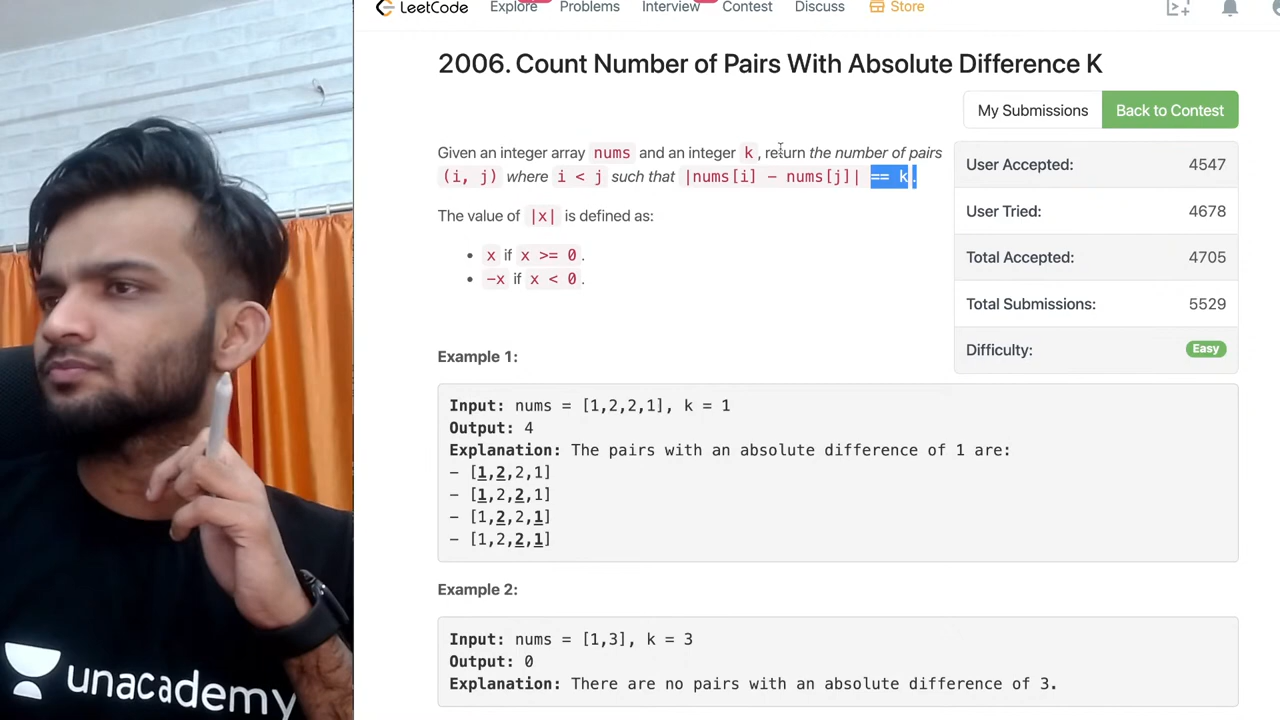 LeetCode Explore Problems Interview Contest Discuss Store
2006. Count Number of Pairs With Absolute Difference K
My Submissions
Back to Contest
Given an integer array nums and an integer k, return the number of pairs
(i, j) where i < j such that |nums[i] - nums[j]| == k.
The value of |x| is defined as:
• x if x >= 0.
• -x if x < 0.
User Accepted: 4547
User Tried: 4678
Total Accepted: 4705
Total Submissions: 5529
Difficulty: Easy
Example 1:
Input: nums = [1,2,2,1], k = 1
Output: 4
Explanation: The pairs with an absolute difference of 1 are:
- [1,2,2,1]
- [1,2,2,1]
- [1,2,2,1]
- [1,2,2,1]
Example 2:
Input: nums = [1,3], k = 3
Output: 0
Explanation: There are no pairs with an absolute difference of 3.
unacademy